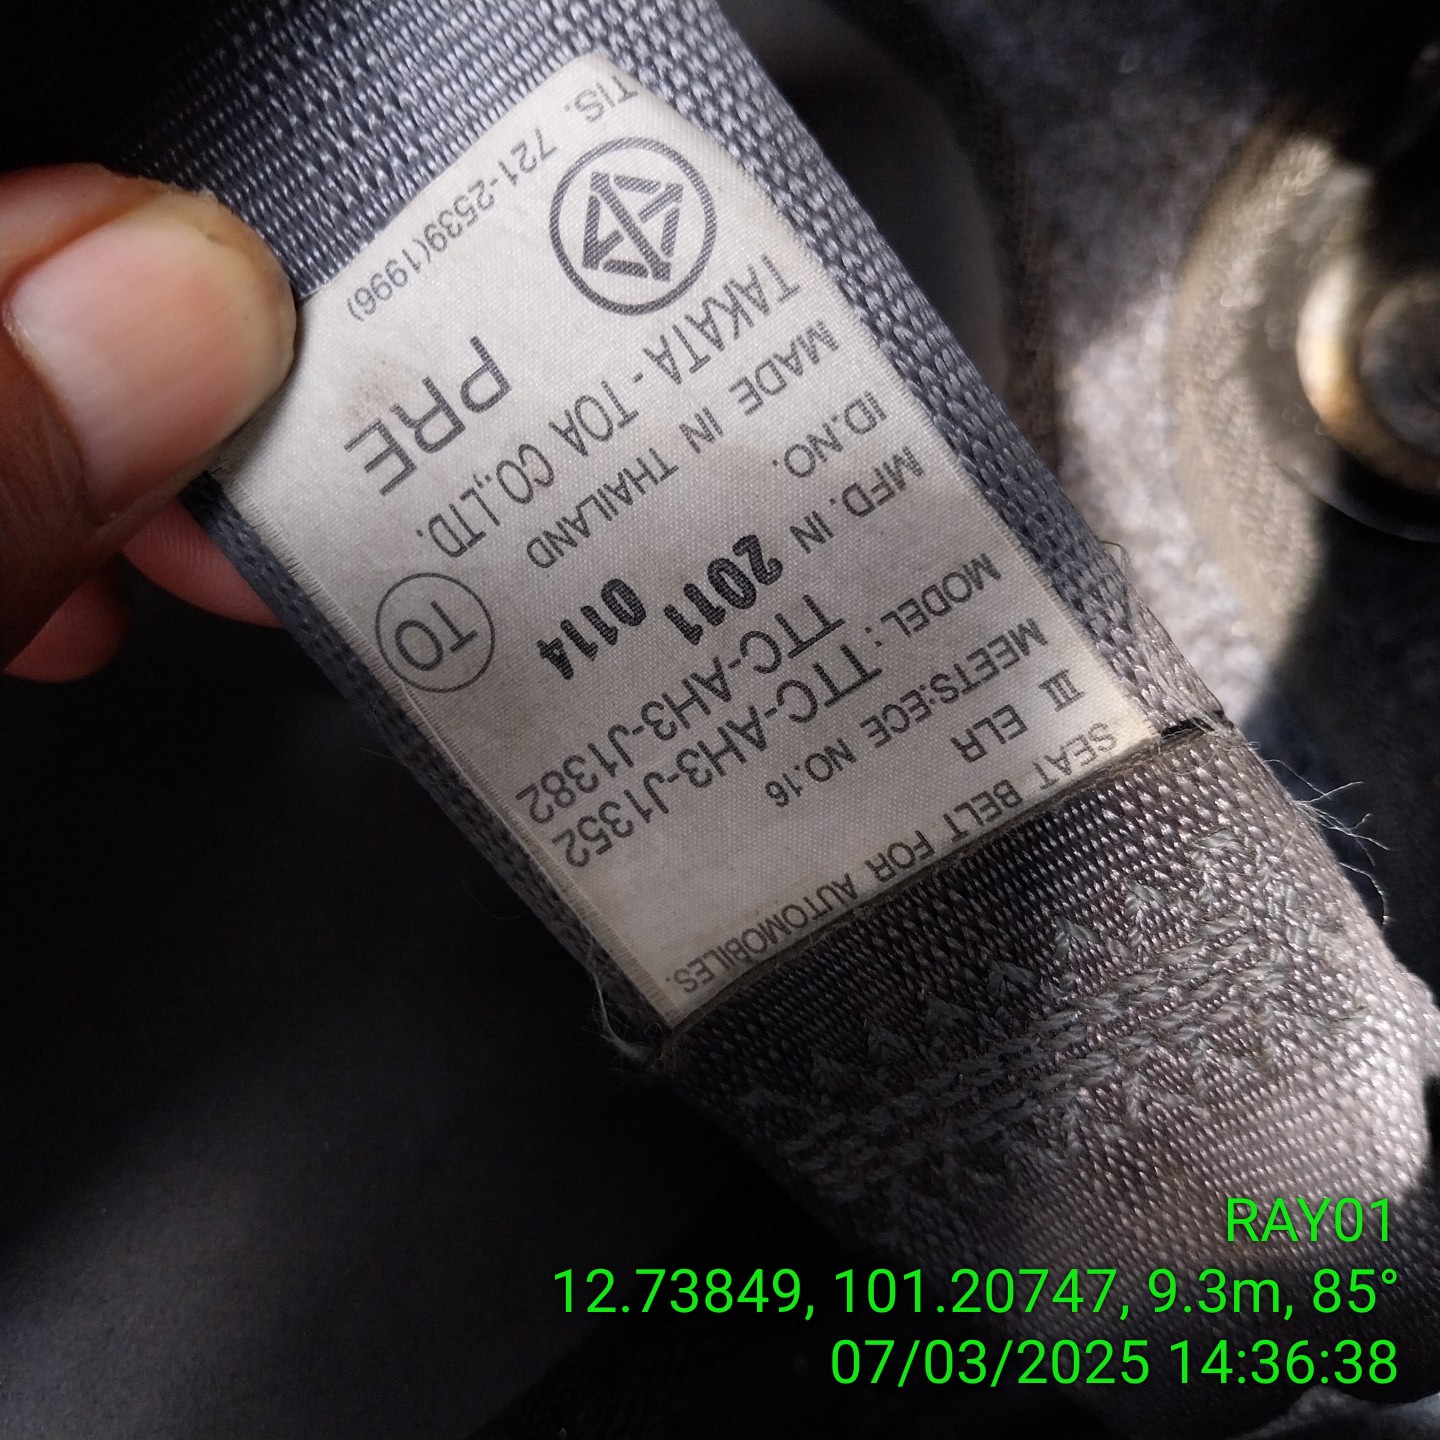 SEAT BELT FOR AUTOMOBILES.
III ELR
MEETS:ECE NO.16
MODEL : TTC-AH3-J1352
TTC-AH3-J1382
MFD. IN 2011 0114
ID.NO.
MADE IN THAILAND
TAKATA - TOA CO.,LTD.
TO
PRE
TIS. 721-2539(1996)
RAY01
12.73849, 101.20747, 9.3m, 85°
07/03/2025 14:36:38